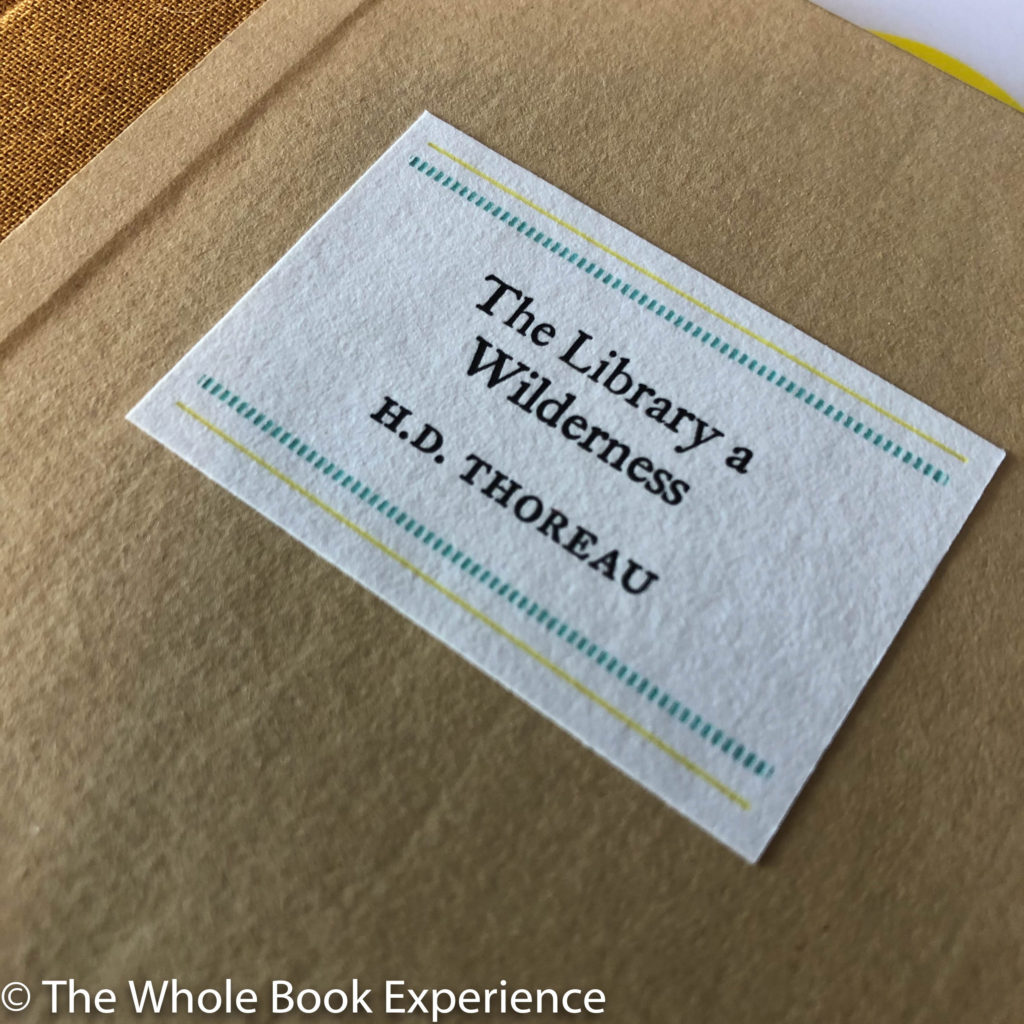 The Library a
Wilderness
H.D. THOREAU
© The Whole Book Experience